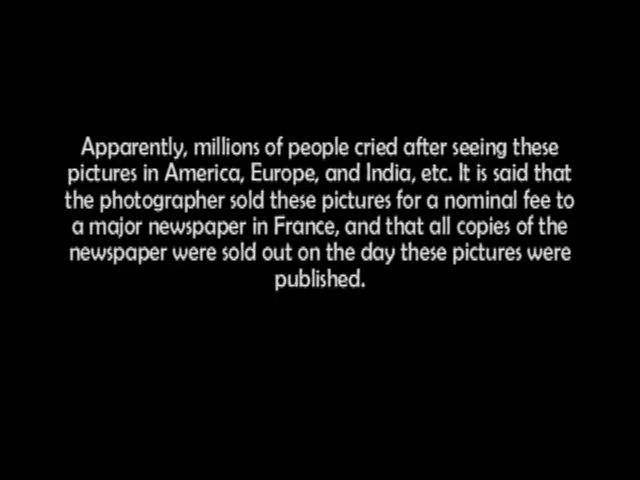 Apparently, millions of people cried after seeing these
pictures in America, Europe, and India, etc. It is said that
the photographer sold these pictures for a nominal fee to
a major newspaper in France, and that all copies of the
newspaper were sold out on the day these pictures were
published.